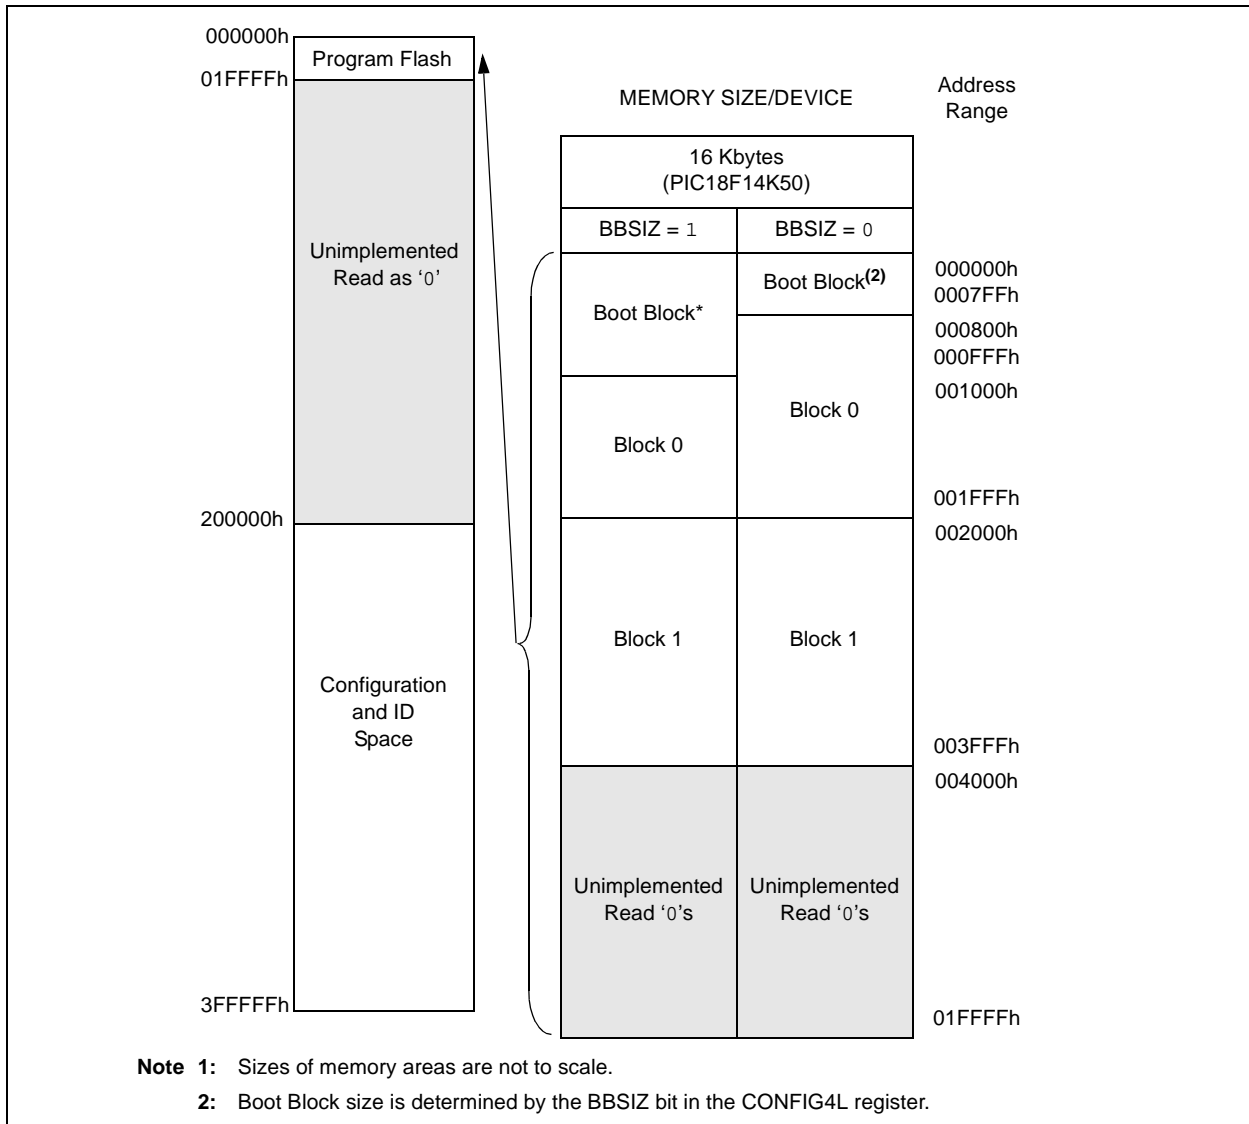 000000h
Program Flash
01FFFFh
Unimplemented
Read as ‘0’
200000h
Configuration
and ID
Space
3FFFFFh
MEMORY SIZE/DEVICE
Address
Range
16 Kbytes
(PIC18F14K50)
BBSIZ = 1
BBSIZ = 0
Boot Block*
Boot Block(2)
Block 0
Block 0
Block 1
Block 1
Unimplemented
Read ‘0’s
Unimplemented
Read ‘0’s
000000h
0007FFh
000800h
000FFFh
001000h
001FFFh
002000h
003FFFh
004000h
01FFFFh
Note 1: Sizes of memory areas are not to scale.
2: Boot Block size is determined by the BBSIZ bit in the CONFIG4L register.